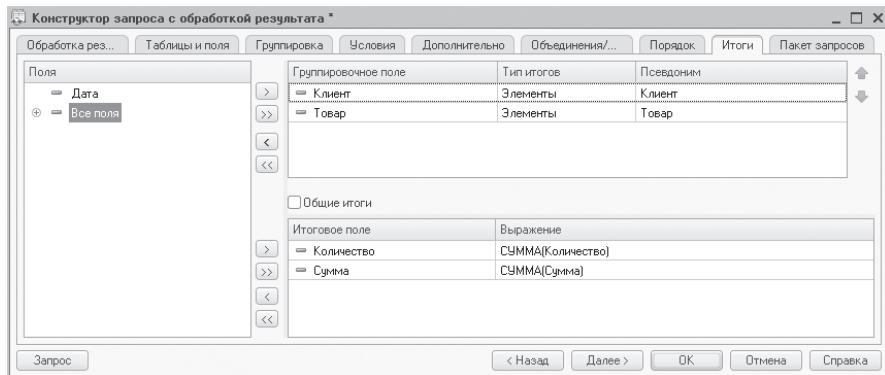 Конструктор запроса с обработкой результата *
Обработка рез... Таблицы и поля Группировка Условия Дополнительно Объединения/... Порядок Итоги Пакет запросов
Поля
Дата
Все поля
>
>>
<
<<
Группировочное поле Тип итогов Псевдоним
Клиент Элементы Клиент
Товар Элементы Товар
Общие итоги
>
>>
<
<<
Итоговое поле Выражение
Количество СУММА(Количество)
Сумма СУММА(Сумма)
Запрос < Назад Далее > OK Отмена Справка